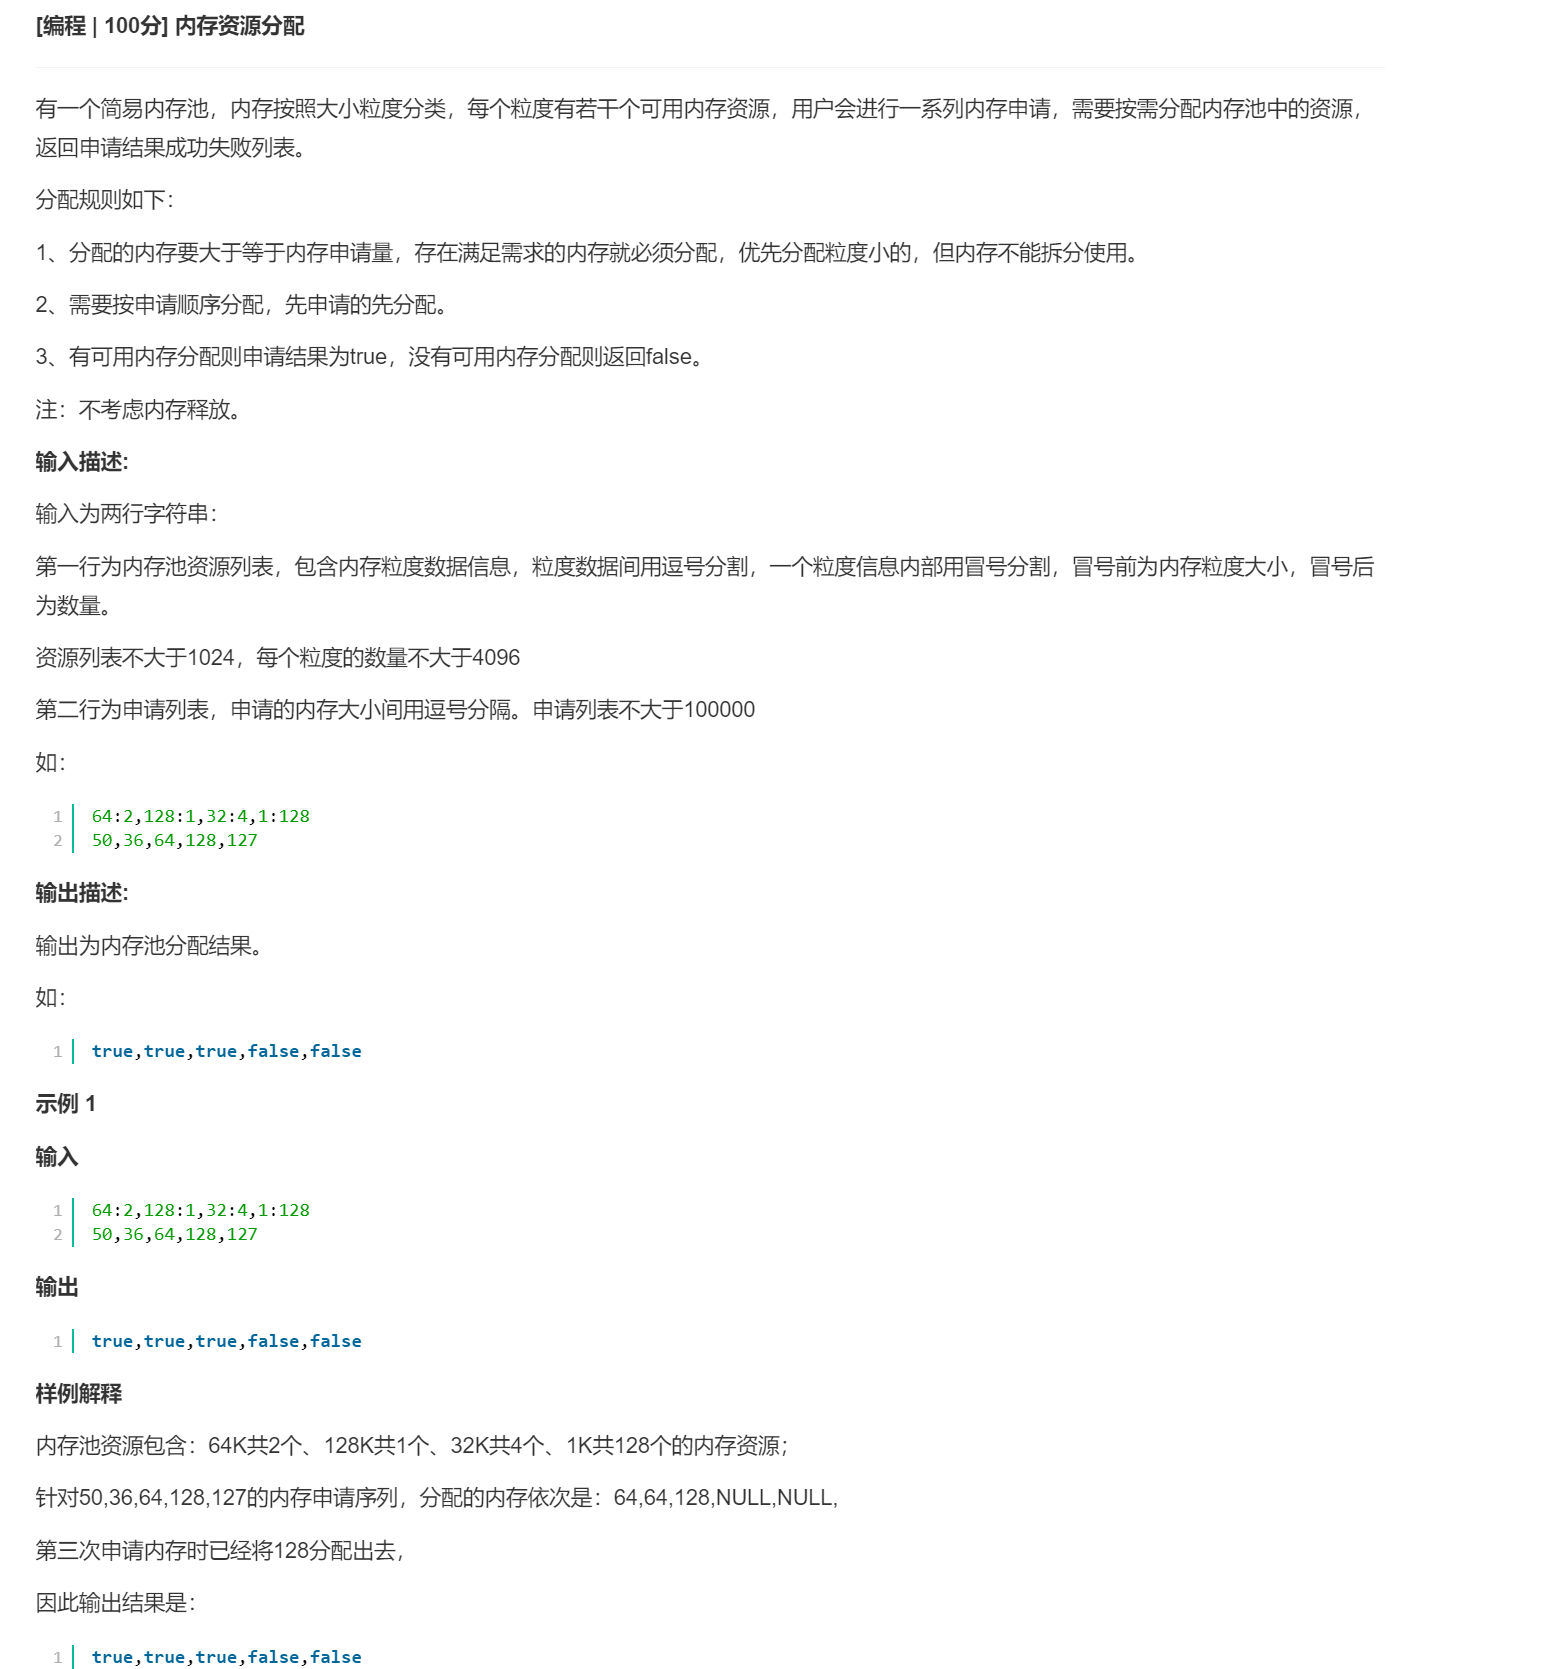 [编程 | 100分] 内存资源分配
有一个简易内存池，内存按照大小粒度分类，每个粒度有若干个可用内存资源，用户会进行一系列内存申请，需要按需分配内存池中的资源，
返回申请结果成功失败列表。
分配规则如下：
1、分配的内存要大于等于内存申请量，存在满足需求的内存就必须分配，优先分配粒度小的，但内存不能拆分使用。
2、需要按申请顺序分配，先申请的先分配。
3、有可用内存分配则申请结果为true，没有可用内存分配则返回false。
注：不考虑内存释放。
输入描述:
输入为两行字符串：
第一行为内存池资源列表，包含内存粒度数据信息，粒度数据间用逗号分割，一个粒度信息内部用冒号分割，冒号前为内存粒度大小，冒号后
为数量。
资源列表不大于1024，每个粒度的数量不大于4096
第二行为申请列表，申请的内存大小间用逗号分隔。申请列表不大于100000
如：
1 64:2,128:1,32:4,1:128
2 50,36,64,128,127
输出描述:
输出为内存池分配结果。
如：
1 true,true,true,false,false
示例 1
输入
1 64:2,128:1,32:4,1:128
2 50,36,64,128,127
输出
1 true,true,true,false,false
样例解释
内存池资源包含：64K共2个、128K共1个、32K共4个、1K共128个的内存资源；
针对50,36,64,128,127的内存申请序列，分配的内存依次是：64,64,128,NULL,NULL,
第三次申请内存时已经将128分配出去，
因此输出结果是：
1 true,true,true,false,false